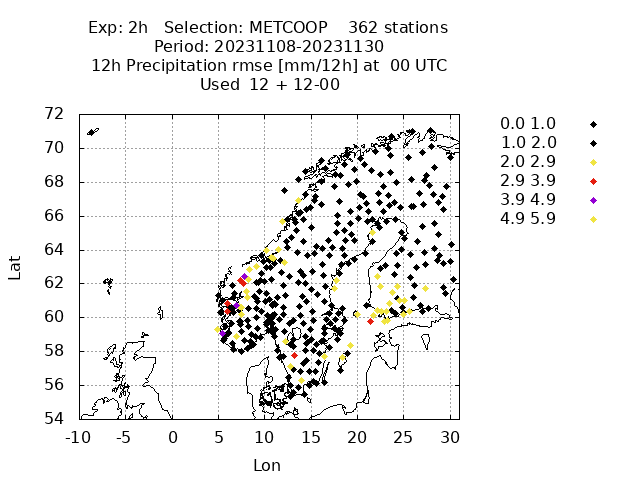 Exp: 2h Selection: METCOOP 362 stations
Period: 20231108-20231130
12h Precipitation rmse [mm/12h] at 00 UTC
Used 12 + 12-00
72
70
68
66
64
62
60
58
56
54
Lat
-10 -5 0 5 10 15 20 25 30
Lon
0.0 1.0
1.0 2.0
2.0 2.9
2.9 3.9
3.9 4.9
4.9 5.9